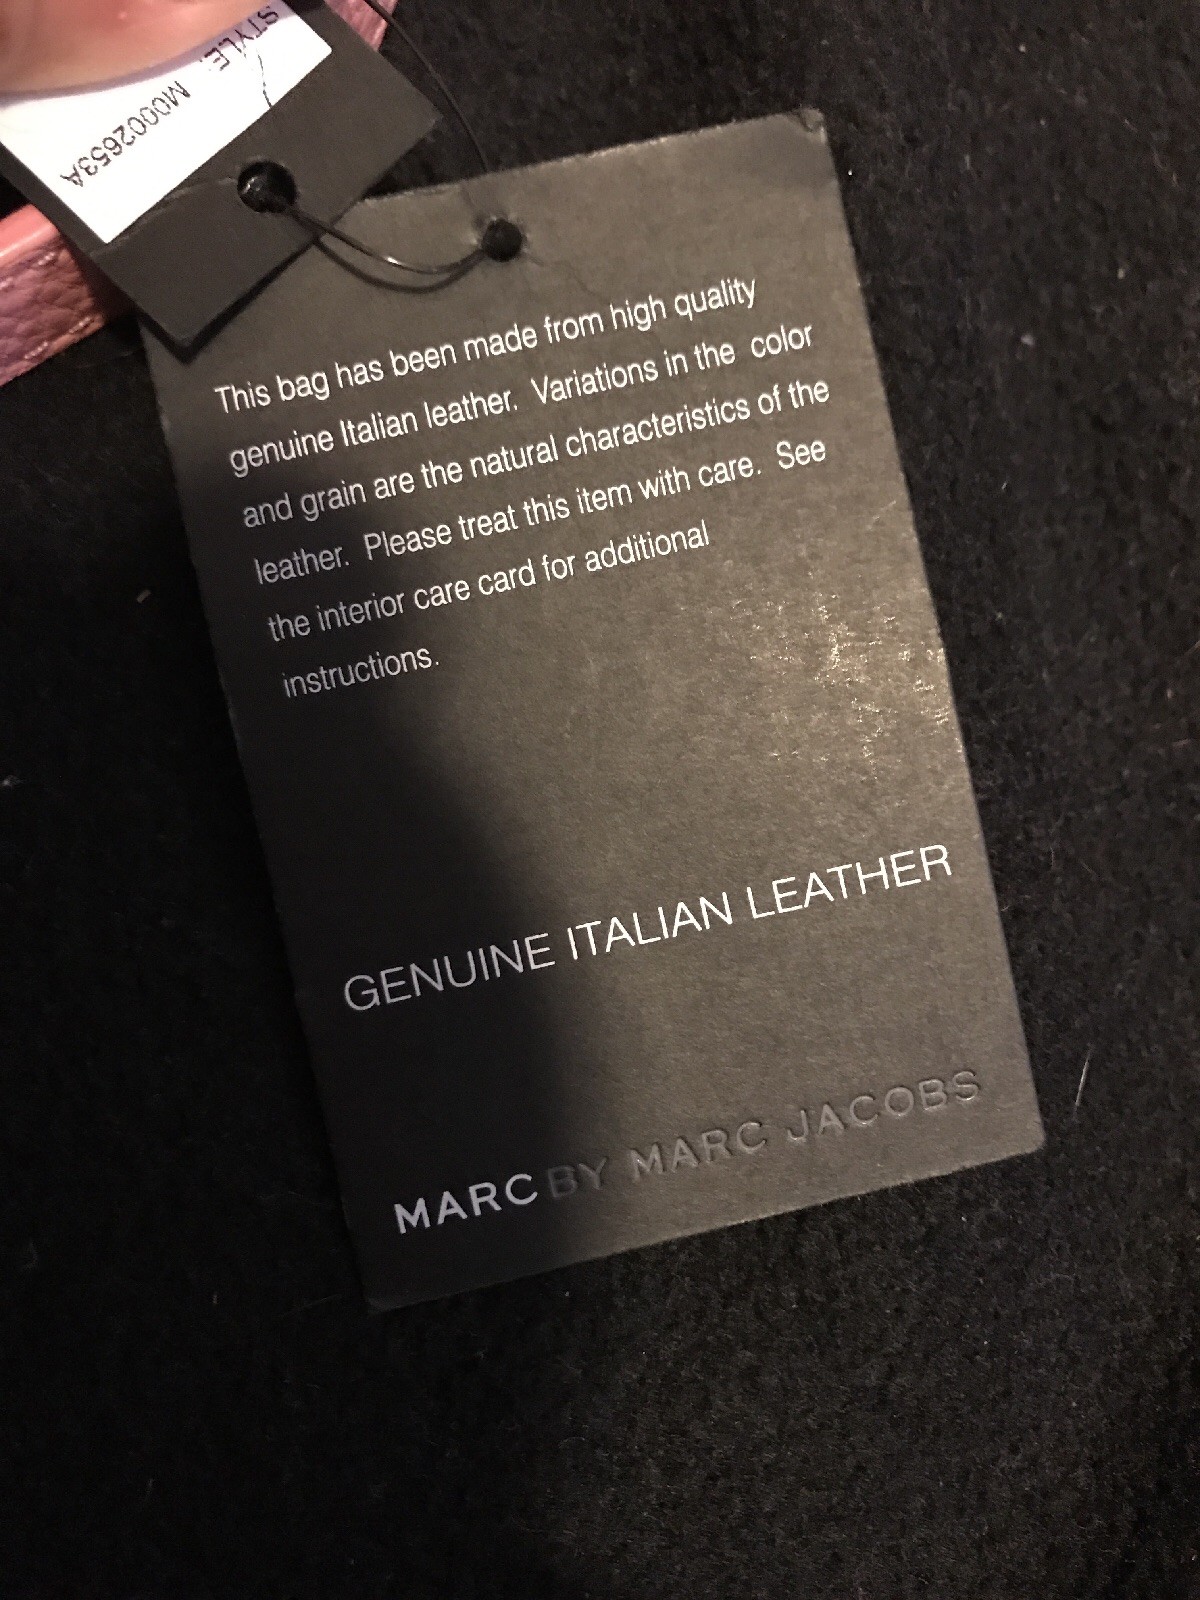 STYLE: M0002653A
This bag has been made from high quality
genuine Italian leather. Variations in the color
and grain are the natural characteristics of the
leather. Please treat this item with care. See
the interior care card for additional
instructions.
GENUINE ITALIAN LEATHER
MARC BY MARC JACOBS